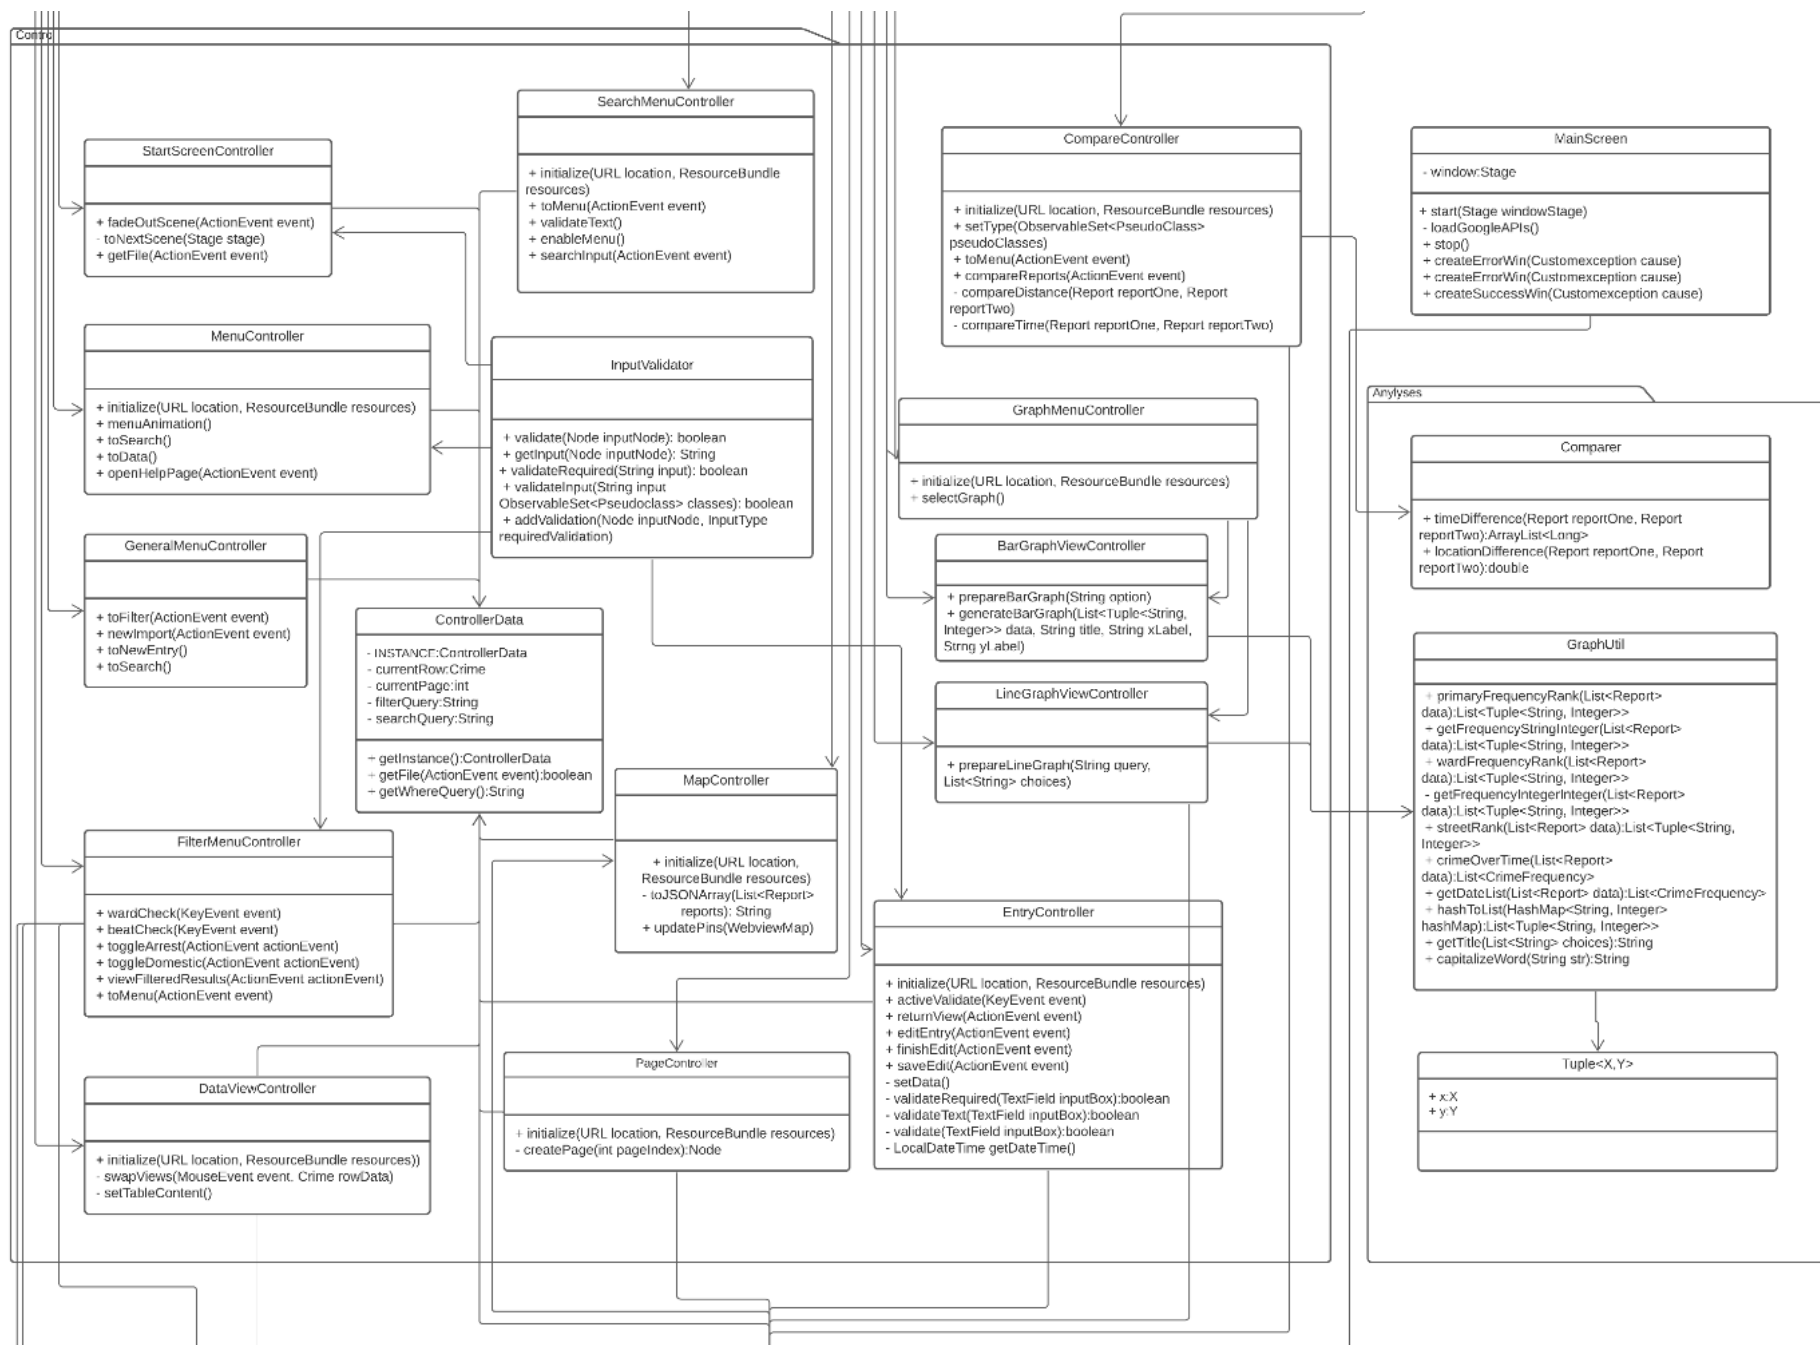 Contro
SearchMenuController
+ initialize(URL location, ResourceBundle
resources)
+ toMenu(ActionEvent event)
+ validateText()
+ enableMenu()
+ searchInput(ActionEvent event)
StartScreenController
+ fadeOutScene(ActionEvent event)
- toNextScene(Stage stage)
+ getFile(ActionEvent event)
CompareController
+ initialize(URL location, ResourceBundle resources)
+ setType(ObservableSet<PseudoClass>
pseudoClasses)
+ toMenu(ActionEvent event)
+ compareReports(ActionEvent event)
- compareDistance(Report reportOne, Report
reportTwo)
- compareTime(Report reportOne, Report reportTwo)
MainScreen
- window:Stage
+ start(Stage windowStage)
- loadGoogleAPIs()
+ stop()
+ createErrorWin(Customexception cause)
+ createErrorWin(Customexception cause)
+ createSuccessWin(Customexception cause)
MenuController
+ initialize(URL location, ResourceBundle resources)
+ menuAnimation()
+ toSearch()
+ toData()
+ openHelpPage(ActionEvent event)
InputValidator
+ validate(Node inputNode): boolean
+ getInput(Node inputNode): String
+ validateRequired(String input): boolean
+ validateInput(String input
ObservableSet<Pseudoclass> classes): boolean
+ addValidation(Node inputNode, InputType
requiredValidation)
GraphMenuController
+ initialize(URL location, ResourceBundle resources)
+ selectGraph()
Anylyses
Comparer
+ timeDifference(Report reportOne, Report
reportTwo):ArrayList<Long>
+ locationDifference(Report reportOne, Report
reportTwo):double
GeneralMenuController
+ toFilter(ActionEvent event)
+ newImport(ActionEvent event)
+ toNewEntry()
+ toSearch()
BarGraphViewController
+ prepareBarGraph(String option)
+ generateBarGraph(List<Tuple<String,
Integer>> data, String title, String xLabel,
Strng yLabel)
ControllerData
- INSTANCE:ControllerData
- currentRow:Crime
- currentPage:int
- filterQuery:String
- searchQuery:String
+ getInstance():ControllerData
+ getFile(ActionEvent event):boolean
+ getWhereQuery():String
LineGraphViewController
+ prepareLineGraph(String query,
List<String> choices)
GraphUtil
+ primaryFrequencyRank(List<Report>
data):List<Tuple<String, Integer>>
+ getFrequencyStringInteger(List<Report>
data):List<Tuple<String, Integer>>
+ wardFrequencyRank(List<Report>
data):List<Tuple<String, Integer>>
- getFrequencyIntegerInteger(List<Report>
data):List<Tuple<String, Integer>>
+ streetRank(List<Report> data):List<Tuple<String,
Integer>>
+ crimeOverTime(List<Report>
data):List<CrimeFrequency>
+ getDateList(List<Report> data):List<CrimeFrequency>
+ hashToList(HashMap<String, Integer>
hashMap):List<Tuple<String, Integer>>
+ getTitle(List<String> choices):String
+ capitalizeWord(String str):String
MapController
+ initialize(URL location,
ResourceBundle resources)
- toJSONArray(List<Report>
reports): String
+ updatePins(WebviewMap)
FilterMenuController
+ wardCheck(KeyEvent event)
+ beatCheck(KeyEvent event)
+ toggleArrest(ActionEvent actionEvent)
+ toggleDomestic(ActionEvent actionEvent)
+ viewFilteredResults(ActionEvent actionEvent)
+ toMenu(ActionEvent event)
EntryController
+ initialize(URL location, ResourceBundle resources)
+ activeValidate(KeyEvent event)
+ returnView(ActionEvent event)
+ editEntry(ActionEvent event)
+ finishEdit(ActionEvent event)
+ saveEdit(ActionEvent event)
- setData()
- validateRequired(TextField inputBox):boolean
- validateText(TextField inputBox):boolean
- validate(TextField inputBox):boolean
- LocalDateTime getDateTime()
PageController
+ initialize(URL location, ResourceBundle resources)
- createPage(int pageIndex):Node
Tuple<X,Y>
+ x:X
+ y:Y
DataViewController
+ initialize(URL location, ResourceBundle resources))
- swapViews(MouseEvent event, Crime rowData)
- setTableContent()